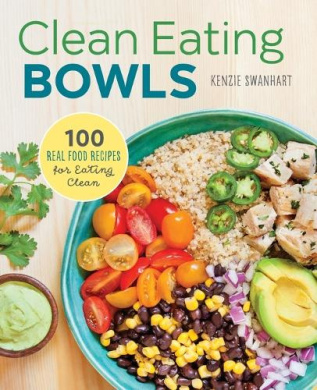 Clean Eating
BOWLS
KENZIE SWANHART
100
REAL FOOD RECIPES
for Eating
Clean